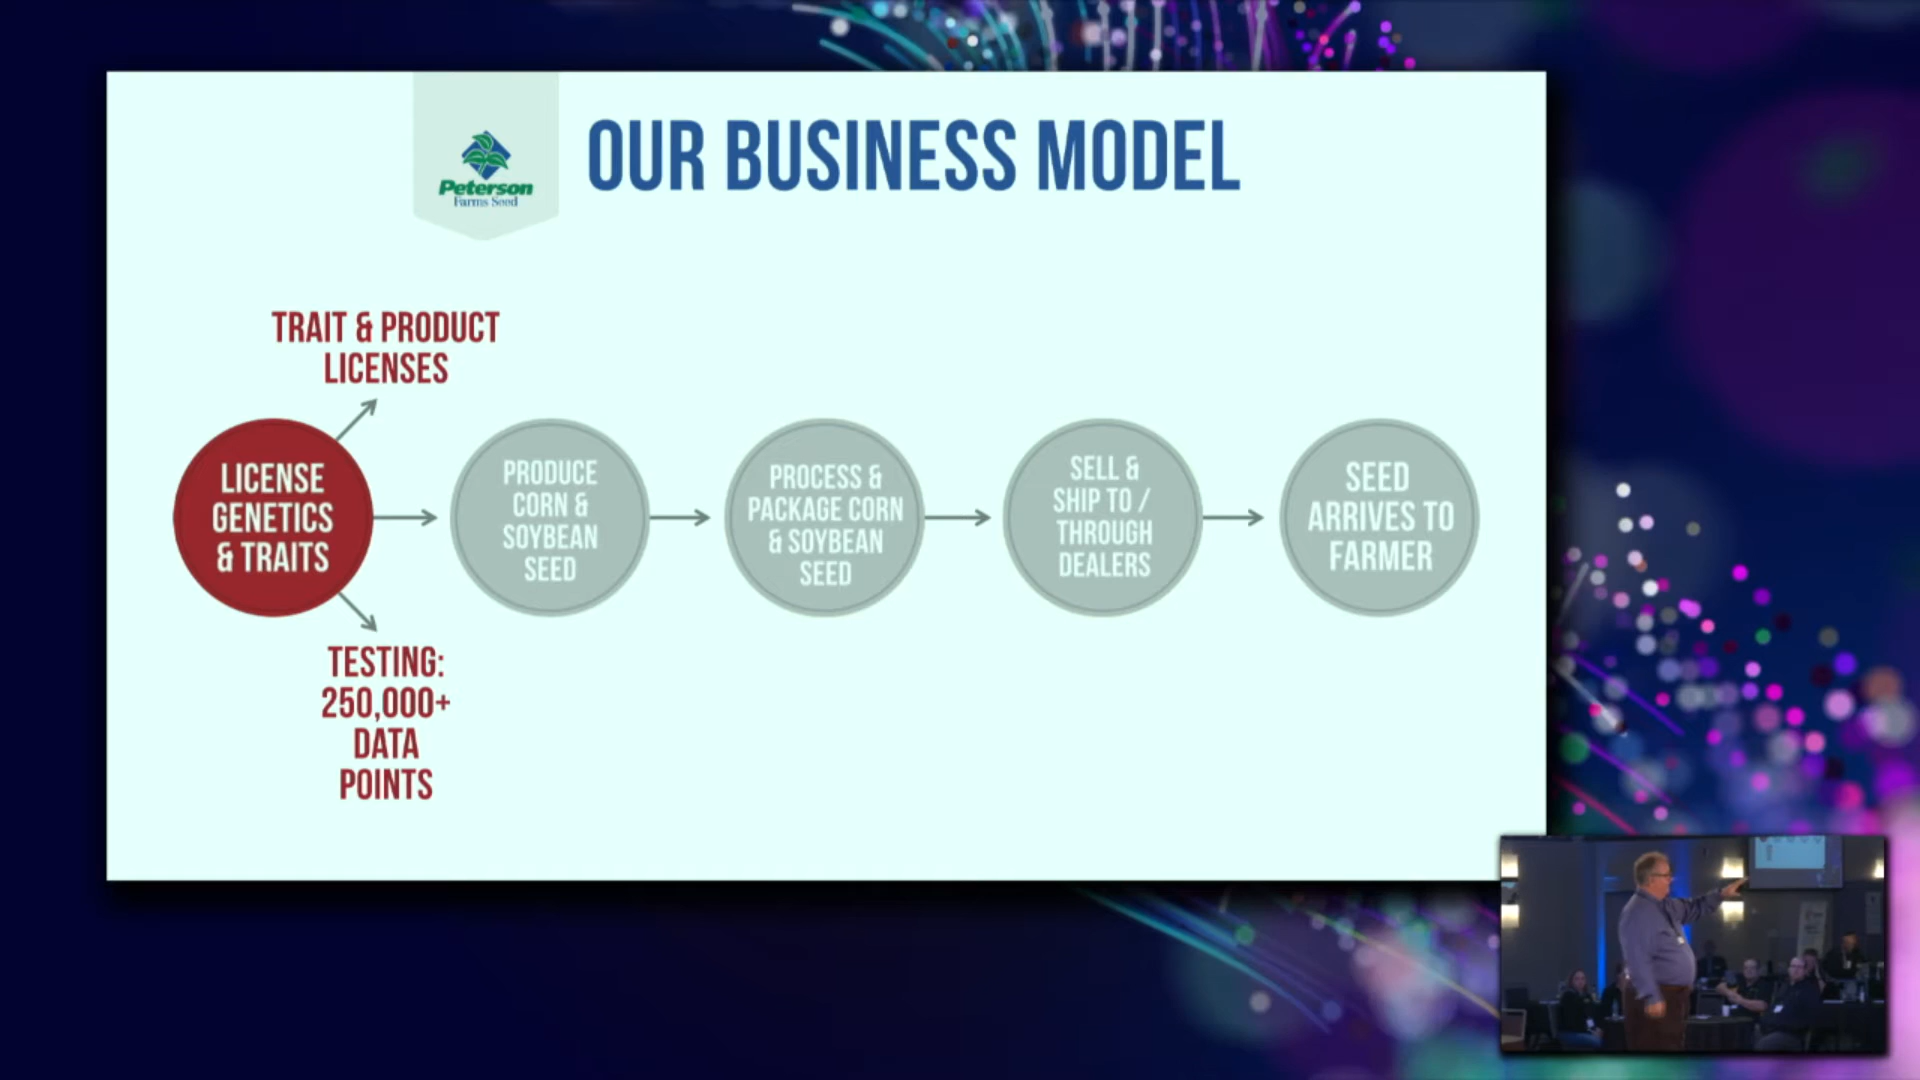 Peterson
Farms Seed
OUR BUSINESS MODEL
TRAIT & PRODUCT
LICENSES
LICENSE
GENETICS
& TRAITS
TESTING:
250,000+
DATA
POINTS
PRODUCE
CORN &
SOYBEAN
SEED
PROCESS &
PACKAGE CORN
& SOYBEAN
SEED
SELL &
SHIP TO /
THROUGH
DEALERS
SEED
ARRIVES TO
FARMER